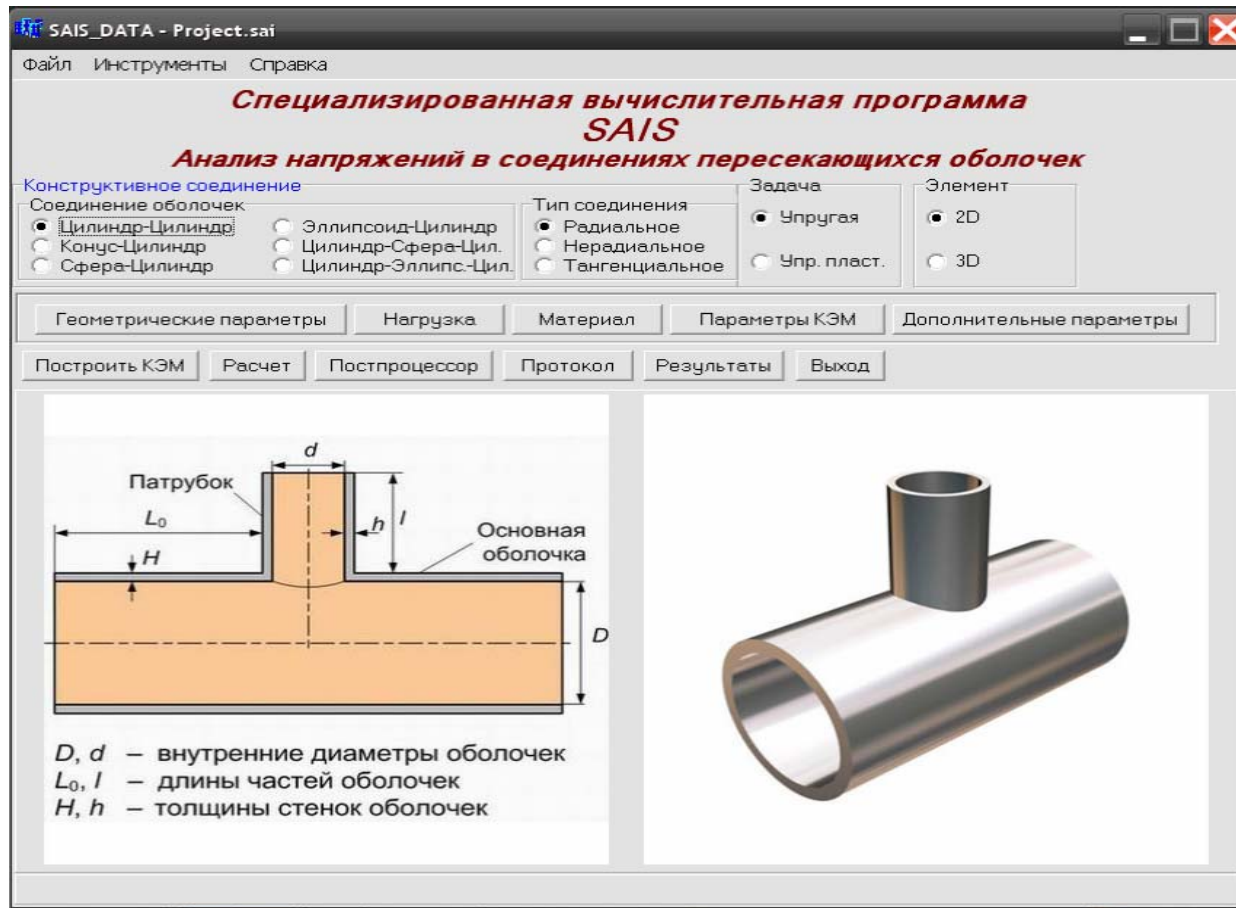 SAIS_DATA - Project.sai
Файл Инструменты Справка
Специализированная вычислительная программа
SAIS
Анализ напряжений в соединениях пересекающихся оболочек
Конструктивное соединение
Соединение оболочек
Цилиндр-Цилиндр
Конус-Цилиндр
Сфера-Цилиндр
Эллипсоид-Цилиндр
Цилиндр-Сфера-Цил.
Цилиндр-Эллипс.-Цил.
Тип соединения
Радиальное
Нерадиальное
Тангенциальное
Задача
Упругая
Упр. пласт.
Элемент
2D
3D
Геометрические параметры Нагрузка Материал Параметры КЭМ Дополнительные параметры
Построить КЭМ Расчет Постпроцессор Протокол Результаты Выход
d
Патрубок
L₀
h
l
H
Основная
оболочка
D
D, d – внутренние диаметры оболочек
L₀, l – длины частей оболочек
H, h – толщины стенок оболочек